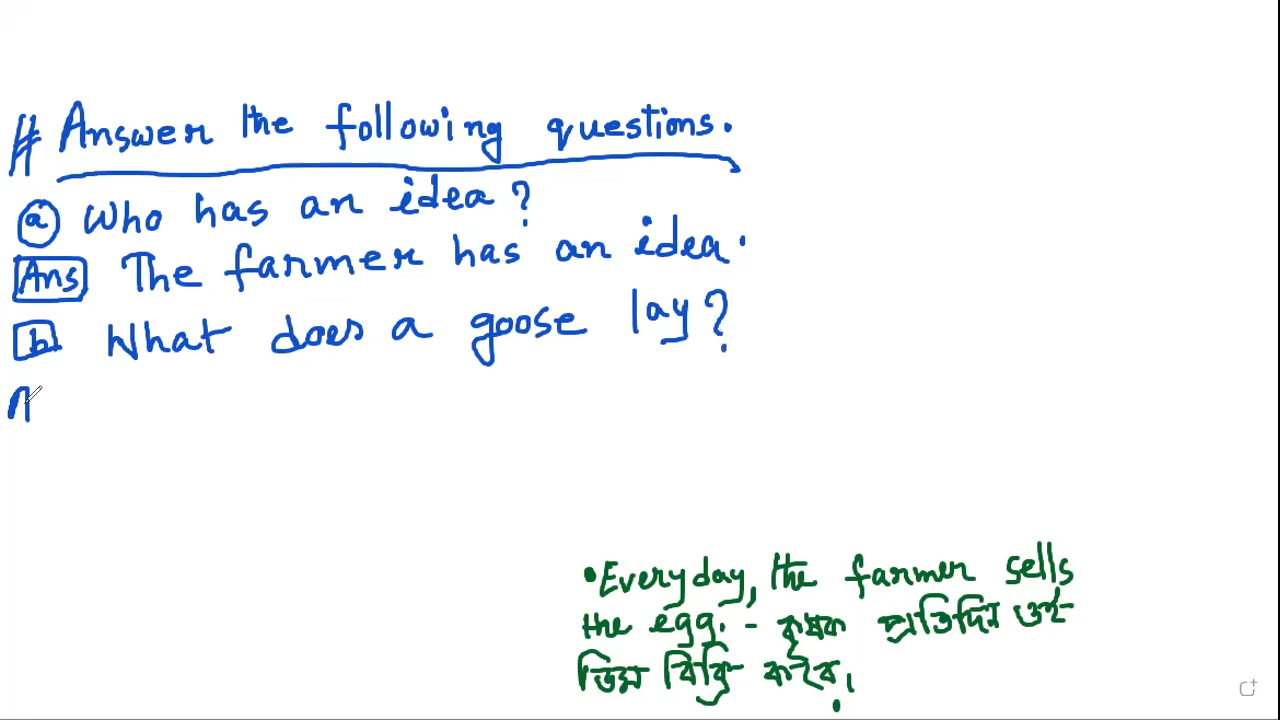 # Answer the following questions.
ⓐ Who has an idea?
Ans The farmer has an idea.
b What does a goose lay?
• Everyday, the farmer sells
the egg. - কৃষক প্রতিদিন ওই
ডিম বিক্রি করে।